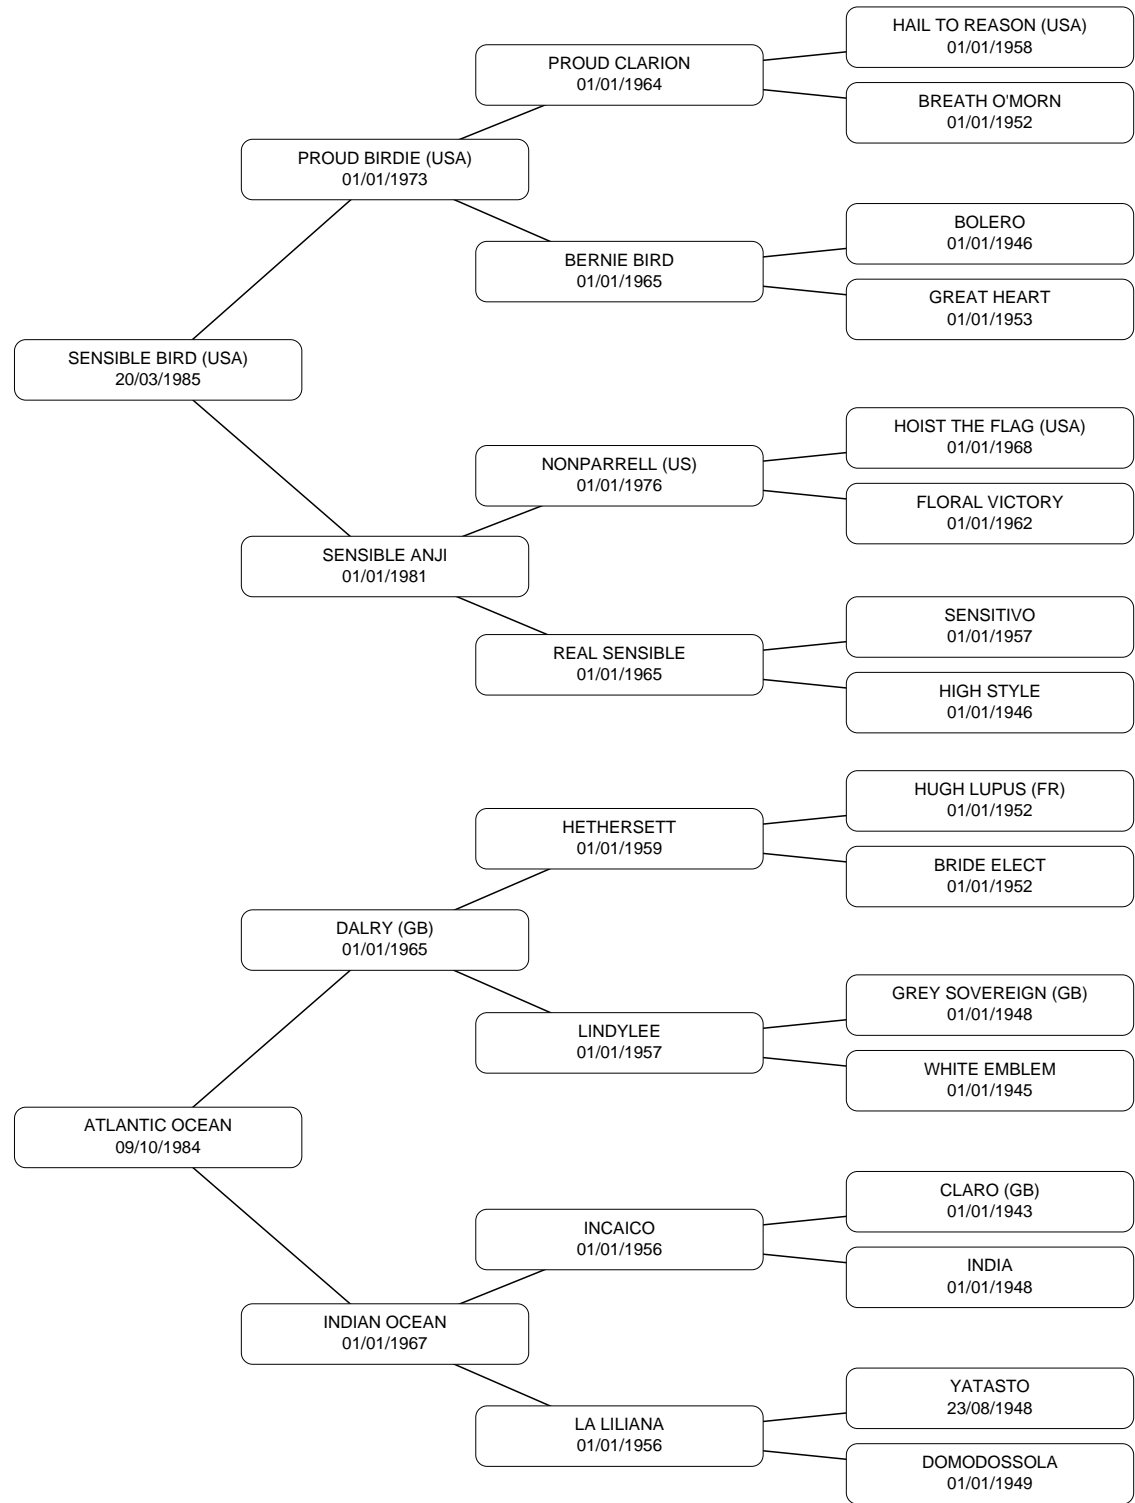 HAIL TO REASON (USA)
01/01/1958
PROUD CLARION
01/01/1964
BREATH O'MORN
01/01/1952
PROUD BIRDIE (USA)
01/01/1973
BOLERO
01/01/1946
BERNIE BIRD
01/01/1965
GREAT HEART
01/01/1953
SENSIBLE BIRD (USA)
20/03/1985
HOIST THE FLAG (USA)
01/01/1968
NONPARRELL (US)
01/01/1976
FLORAL VICTORY
01/01/1962
SENSIBLE ANJI
01/01/1981
SENSITIVO
01/01/1957
REAL SENSIBLE
01/01/1965
HIGH STYLE
01/01/1946
HUGH LUPUS (FR)
01/01/1952
HETHERSETT
01/01/1959
BRIDE ELECT
01/01/1952
DALRY (GB)
01/01/1965
GREY SOVEREIGN (GB)
01/01/1948
LINDYLEE
01/01/1957
WHITE EMBLEM
01/01/1945
ATLANTIC OCEAN
09/10/1984
CLARO (GB)
01/01/1943
INCAICO
01/01/1956
INDIA
01/01/1948
INDIAN OCEAN
01/01/1967
YATASTO
23/08/1948
LA LILIANA
01/01/1956
DOMODOSSOLA
01/01/1949